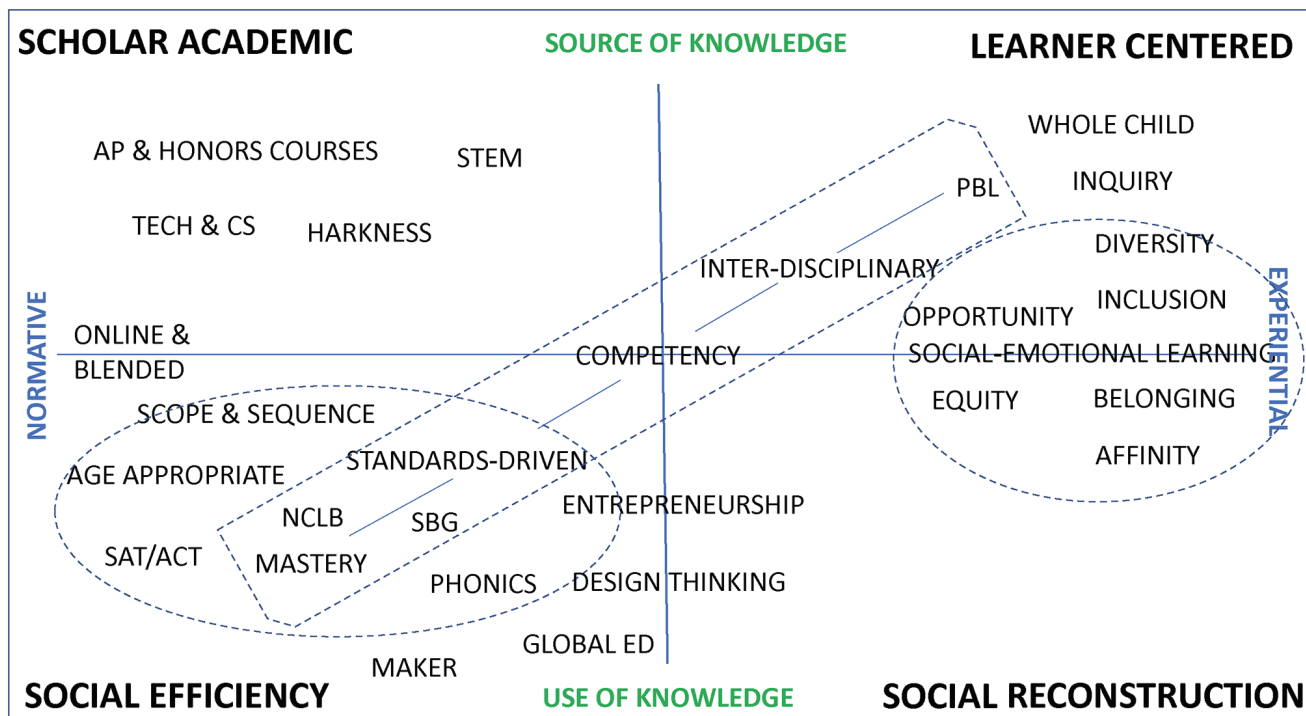 SCHOLAR ACADEMIC
SOURCE OF KNOWLEDGE
LEARNER CENTERED
WHOLE CHILD
AP & HONORS COURSES
STEM
PBL
INQUIRY
TECH & CS
HARKNESS
DIVERSITY
INTER-DISCIPLINARY
INCLUSION
OPPORTUNITY
NORMATIVE
EXPERIENTIAL
ONLINE &
BLENDED
COMPETENCY
SOCIAL-EMOTIONAL LEARNING
SCOPE & SEQUENCE
EQUITY
BELONGING
AGE APPROPRIATE
STANDARDS-DRIVEN
AFFINITY
NCLB
SBG
ENTREPRENEURSHIP
SAT/ACT
MASTERY
PHONICS
DESIGN THINKING
GLOBAL ED
MAKER
SOCIAL EFFICIENCY
USE OF KNOWLEDGE
SOCIAL RECONSTRUCTION